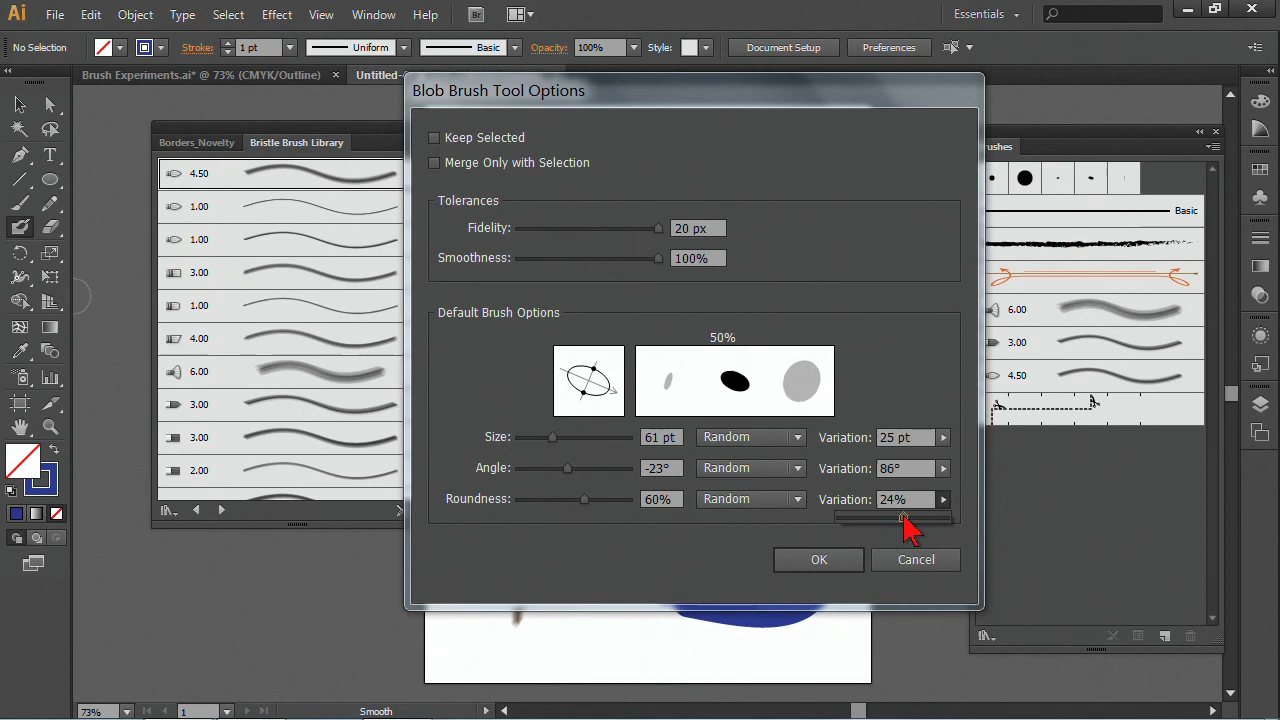 Ai File Edit Object Type Select Effect View Window Help Br Essentials
No Selection Stroke: 1 pt Uniform Basic Opacity: 100% Style: Document Setup Preferences
Brush Experiments.ai* @ 73% (CMYK/Outline) × Untitled-
Blob Brush Tool Options
Keep Selected
Merge Only with Selection
Tolerances
Fidelity: 20 px
Smoothness: 100%
Default Brush Options
50%
Size: 61 pt Random Variation: 25 pt
Angle: -23° Random Variation: 86°
Roundness: 60% Random Variation: 24%
OK Cancel
Borders_Novelty Bristle Brush Library
4.50
1.00
1.00
3.00
1.00
4.00
6.00
3.00
3.00
2.00
rushes
Basic
6.00
3.00
4.50
73% 1 Smooth